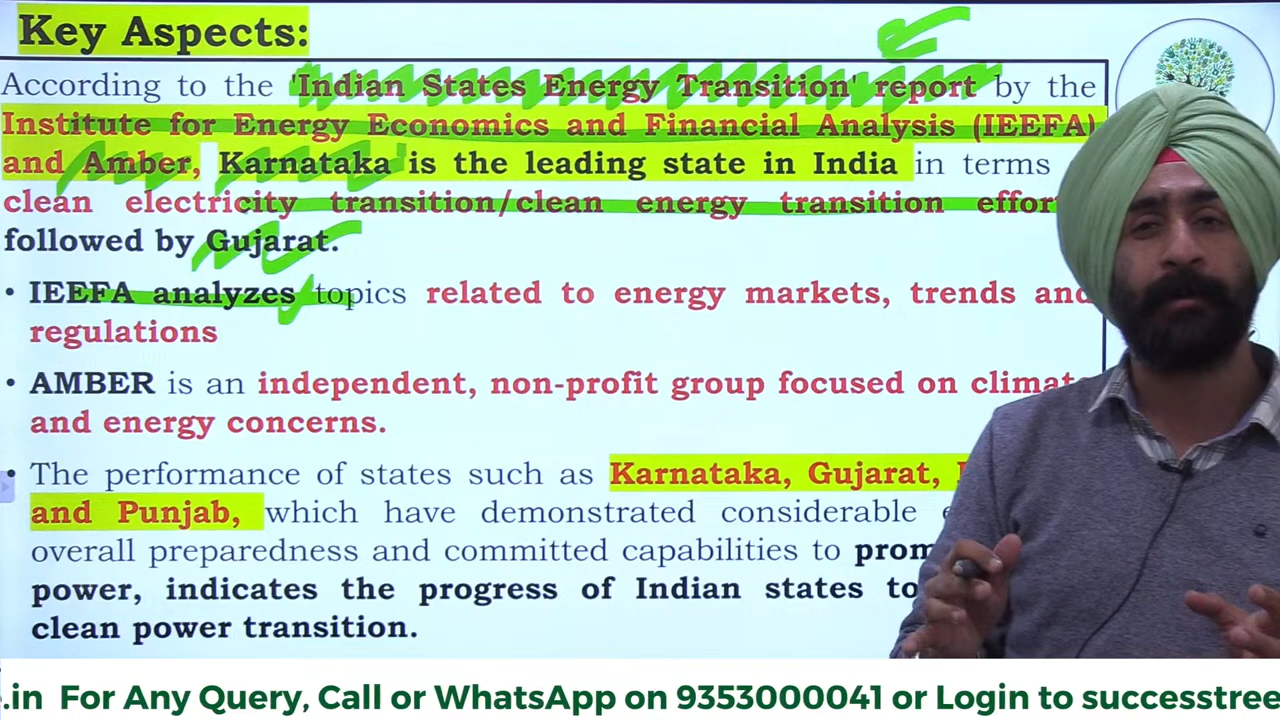 Key Aspects:
According to the 'Indian States Energy Transition' report by the
Institute for Energy Economics and Financial Analysis (IEEFA)
and Amber, Karnataka is the leading state in India in terms
clean electricity transition/clean energy transition effor
followed by Gujarat.
• IEEFA analyzes topics related to energy markets, trends and
regulations
• AMBER is an independent, non-profit group focused on climate
and energy concerns.
• The performance of states such as Karnataka, Gujarat,
and Punjab, which have demonstrated considerable
overall preparedness and committed capabilities to prom
power, indicates the progress of Indian states to
clean power transition.
.in For Any Query, Call or WhatsApp on 9353000041 or Login to successtree